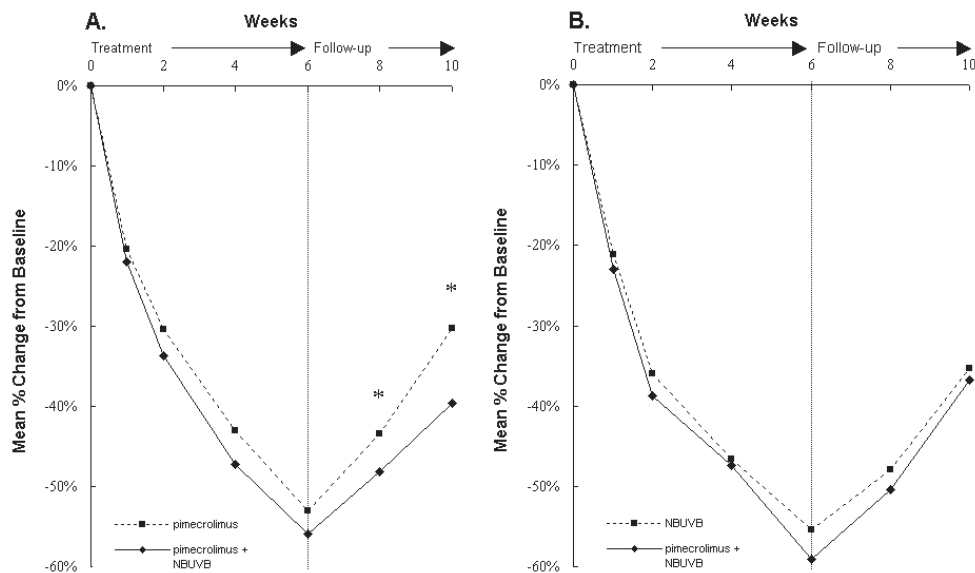 A.
Weeks
Treatment
Follow-up
0 2 4 6 8 10
0%
-10%
-20%
-30%
-40%
-50%
-60%
Mean % Change from Baseline
*
*
pimecrolimus
pimecrolimus +
NBUVB
B.
Weeks
Treatment
Follow-up
0 2 4 6 8 10
0%
-10%
-20%
-30%
-40%
-50%
-60%
Mean % Change from Baseline
NBUVB
pimecrolimus +
NBUVB